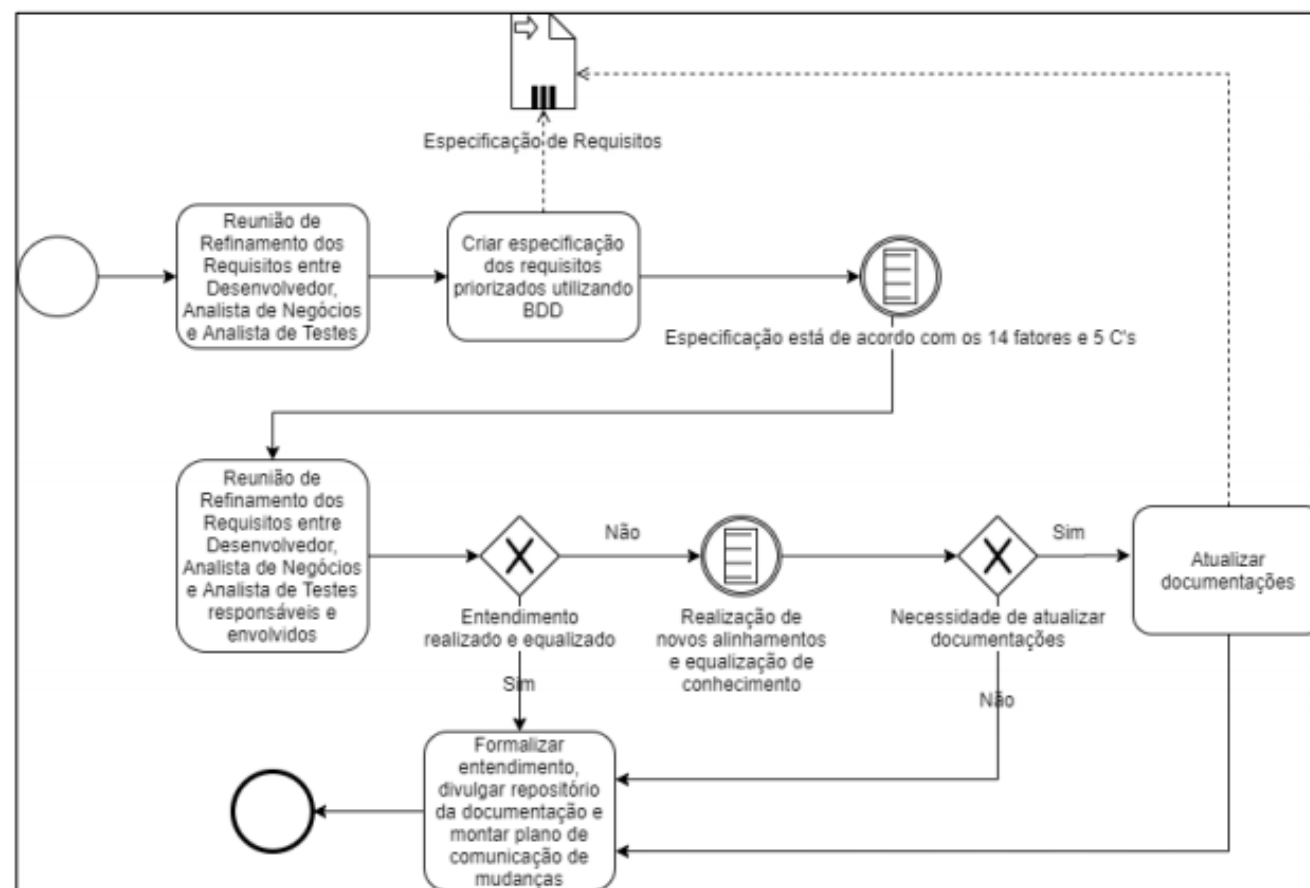 Especificação de Requisitos
Reunião de
Refinamento dos
Requisitos entre
Desenvolvedor,
Analista de Negócios
e Analista de Testes
Criar especificação
dos requisitos
priorizados utilizando
BDD
Especificação está de acordo com os 14 fatores e 5 C's
Reunião de
Refinamento dos
Requisitos entre
Desenvolvedor,
Analista de Negócios
e Analista de Testes
responsáveis e
envolvidos
Entendimento
realizado e equalizado
Não
Sim
Realização de
novos alinhamentos
e equalização de
conhecimento
Necessidade de atualizar
documentações
Sim
Não
Atualizar
documentações
Formalizar
entendimento,
divulgar repositório
da documentação e
montar plano de
comunicação de
mudanças